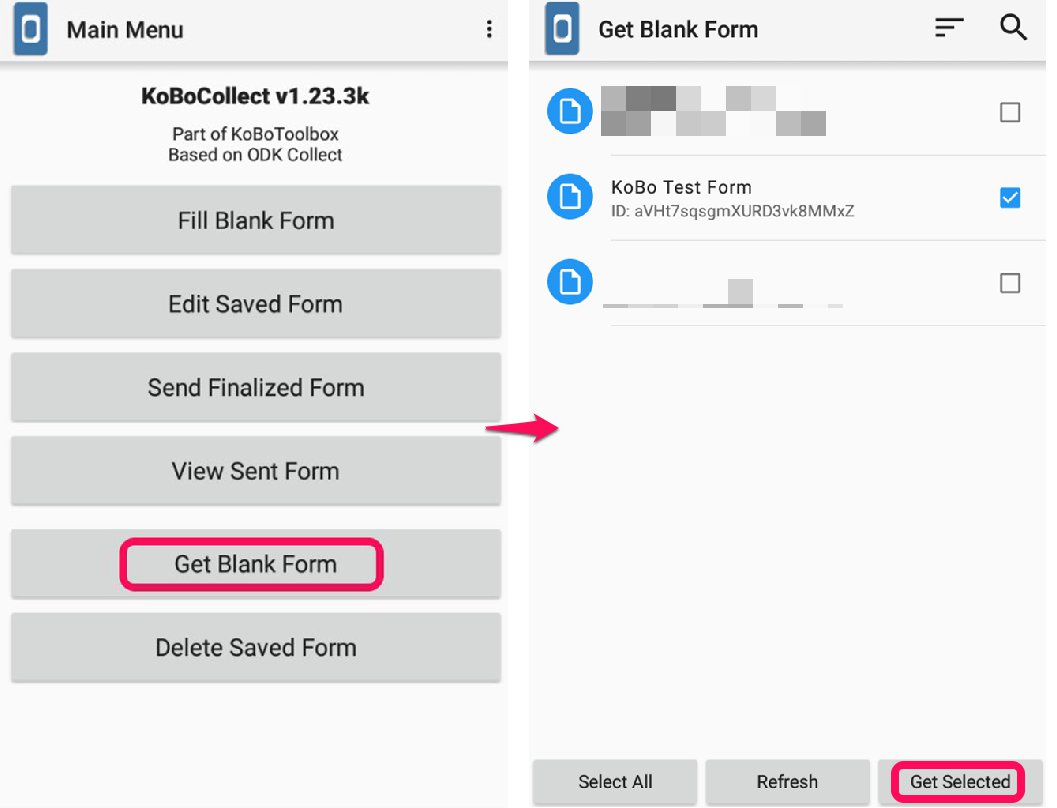 Main Menu
KoBoCollect v1.23.3k
Part of KoBoToolbox
Based on ODK Collect
Fill Blank Form
Edit Saved Form
Send Finalized Form
View Sent Form
Get Blank Form
Delete Saved Form
Get Blank Form
KoBo Test Form
ID: aVHt7sqsgmXURD3vk8MMxZ
Select All
Refresh
Get Selected